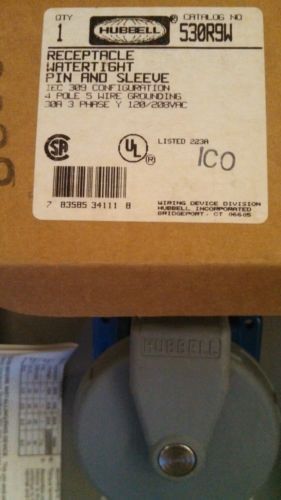 QTY
1
HUBBELL
CATALOG NO
530R9W
RECEPTACLE
WATERTIGHT
PIN AND SLEEVE
IEC 309 CONFIGURATION
4 POLE 5 WIRE GROUNDING
30A 3 PHASE Y 120/208VAC
SA
UL
®
LISTED 223A
ICO
7 83585 34111 8
WIRING DEVICE DIVISION
HUBBELL INCORPORATED
BRIDGEPORT, CT 06605
HUBBELL